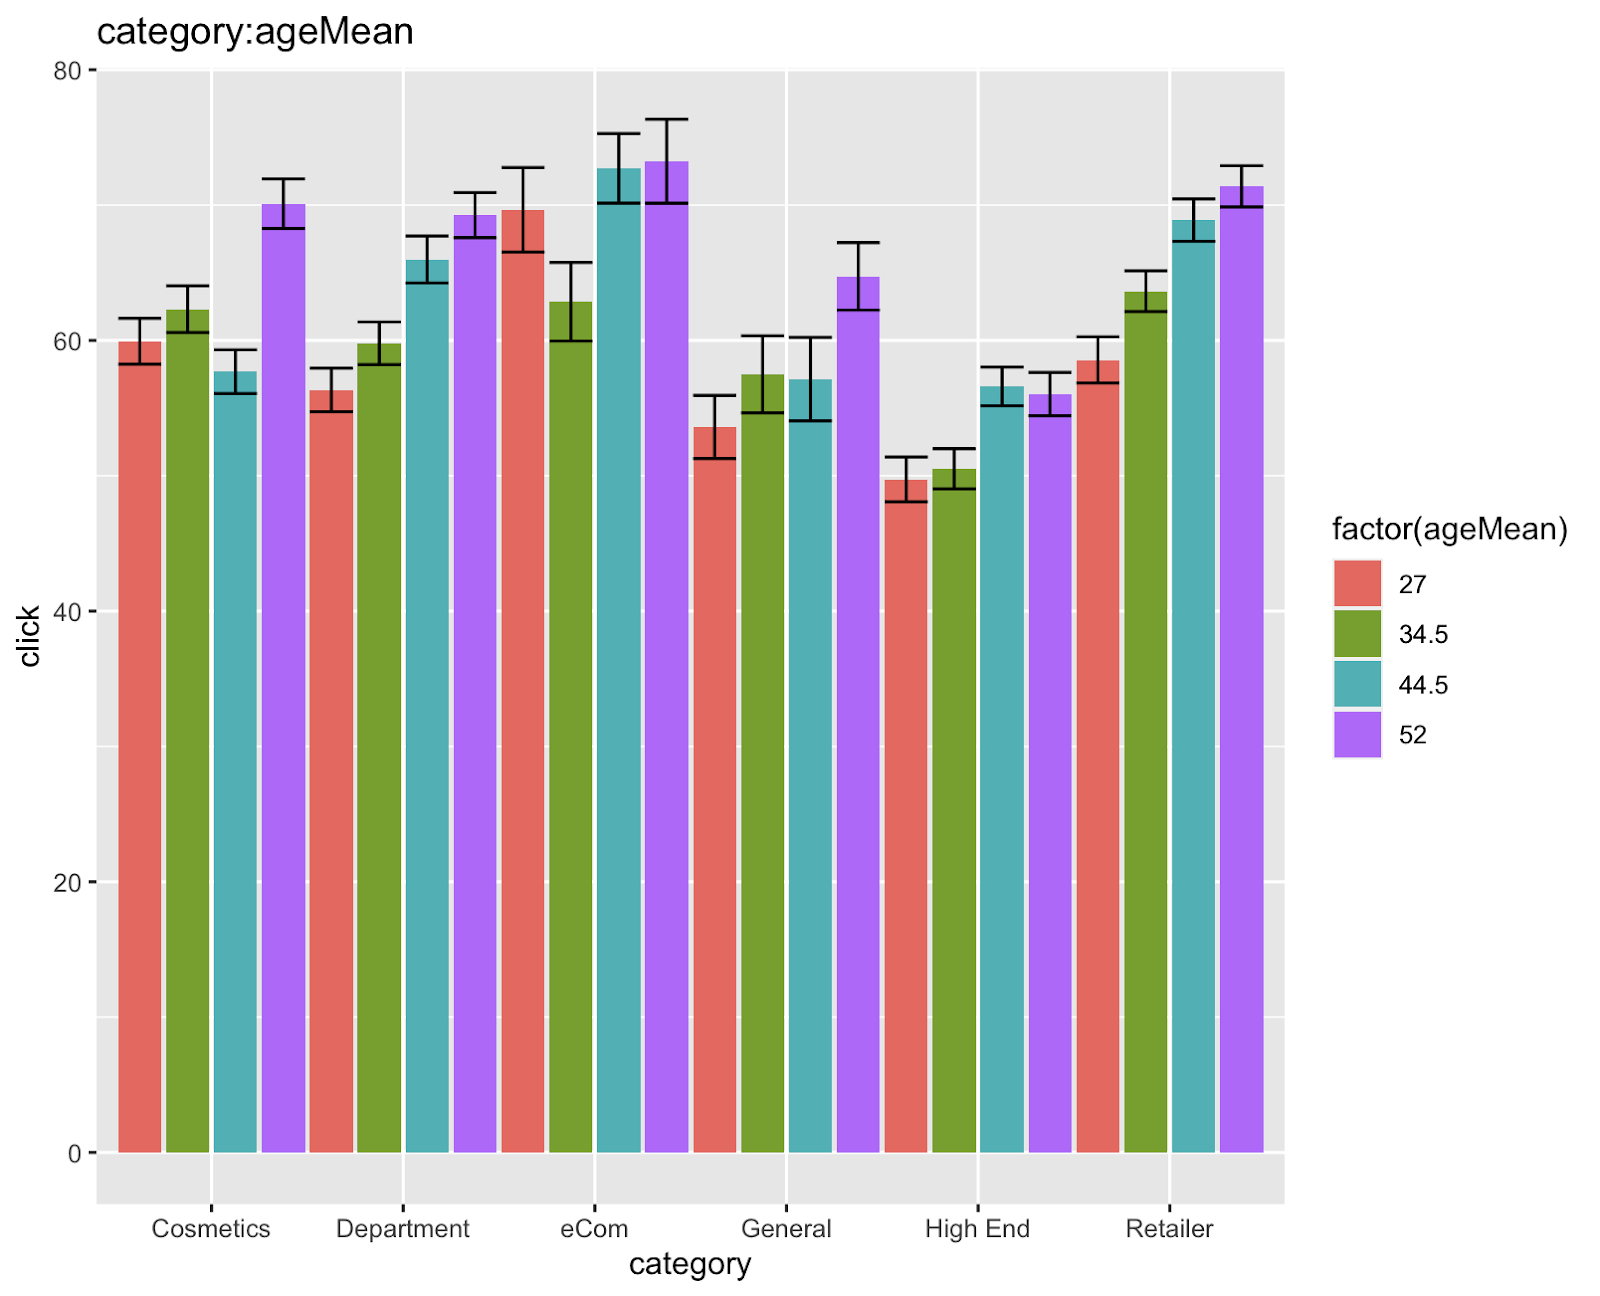 category:ageMean
80
60
40
20
0
click
Cosmetics
Department
eCom
General
High End
Retailer
category
factor(ageMean)
27
34.5
44.5
52